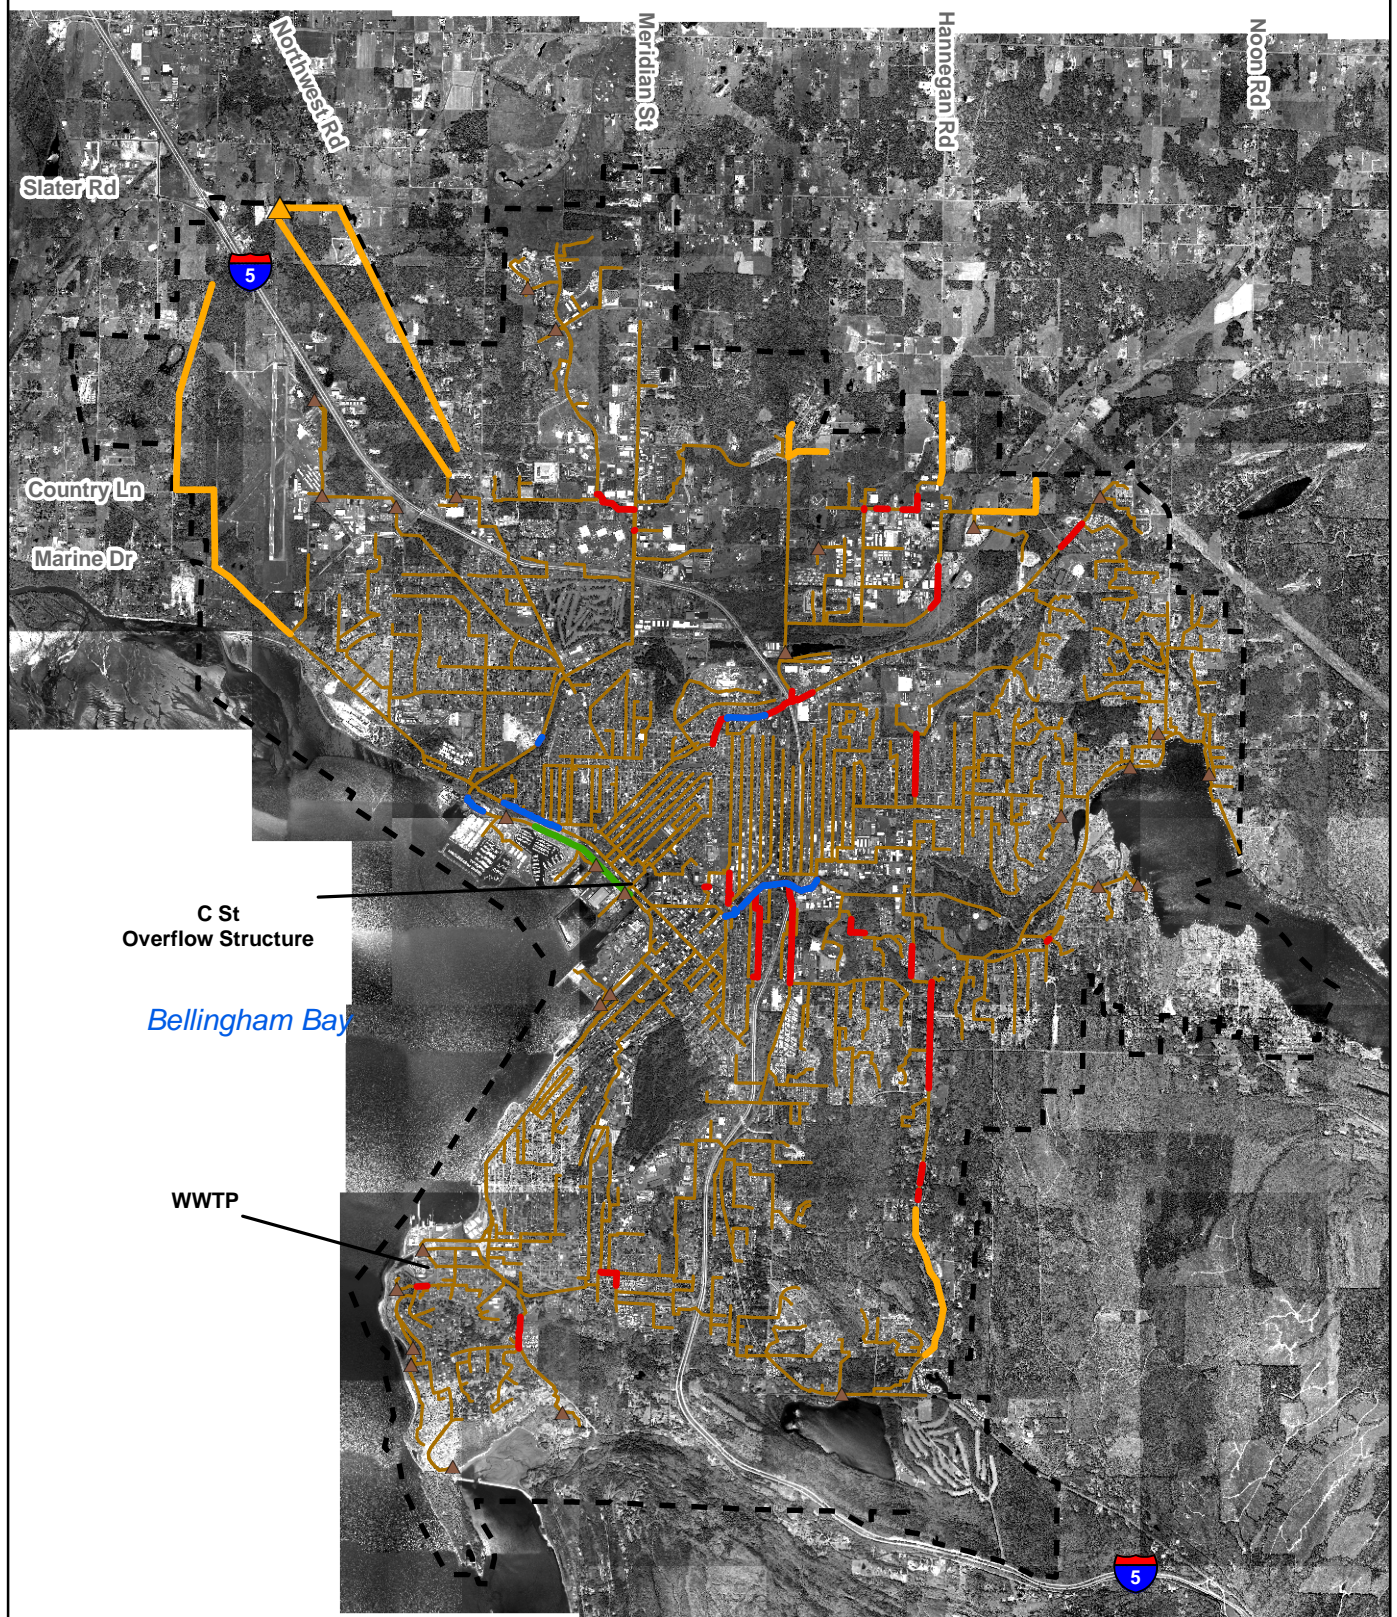 Northwest Rd
Meridian St
Hannegan Rd
Noon Rd
Slater Rd
5
Country Ln
Marine Dr
C St
Overflow Structure
Bellingham Bay
WWTP
5